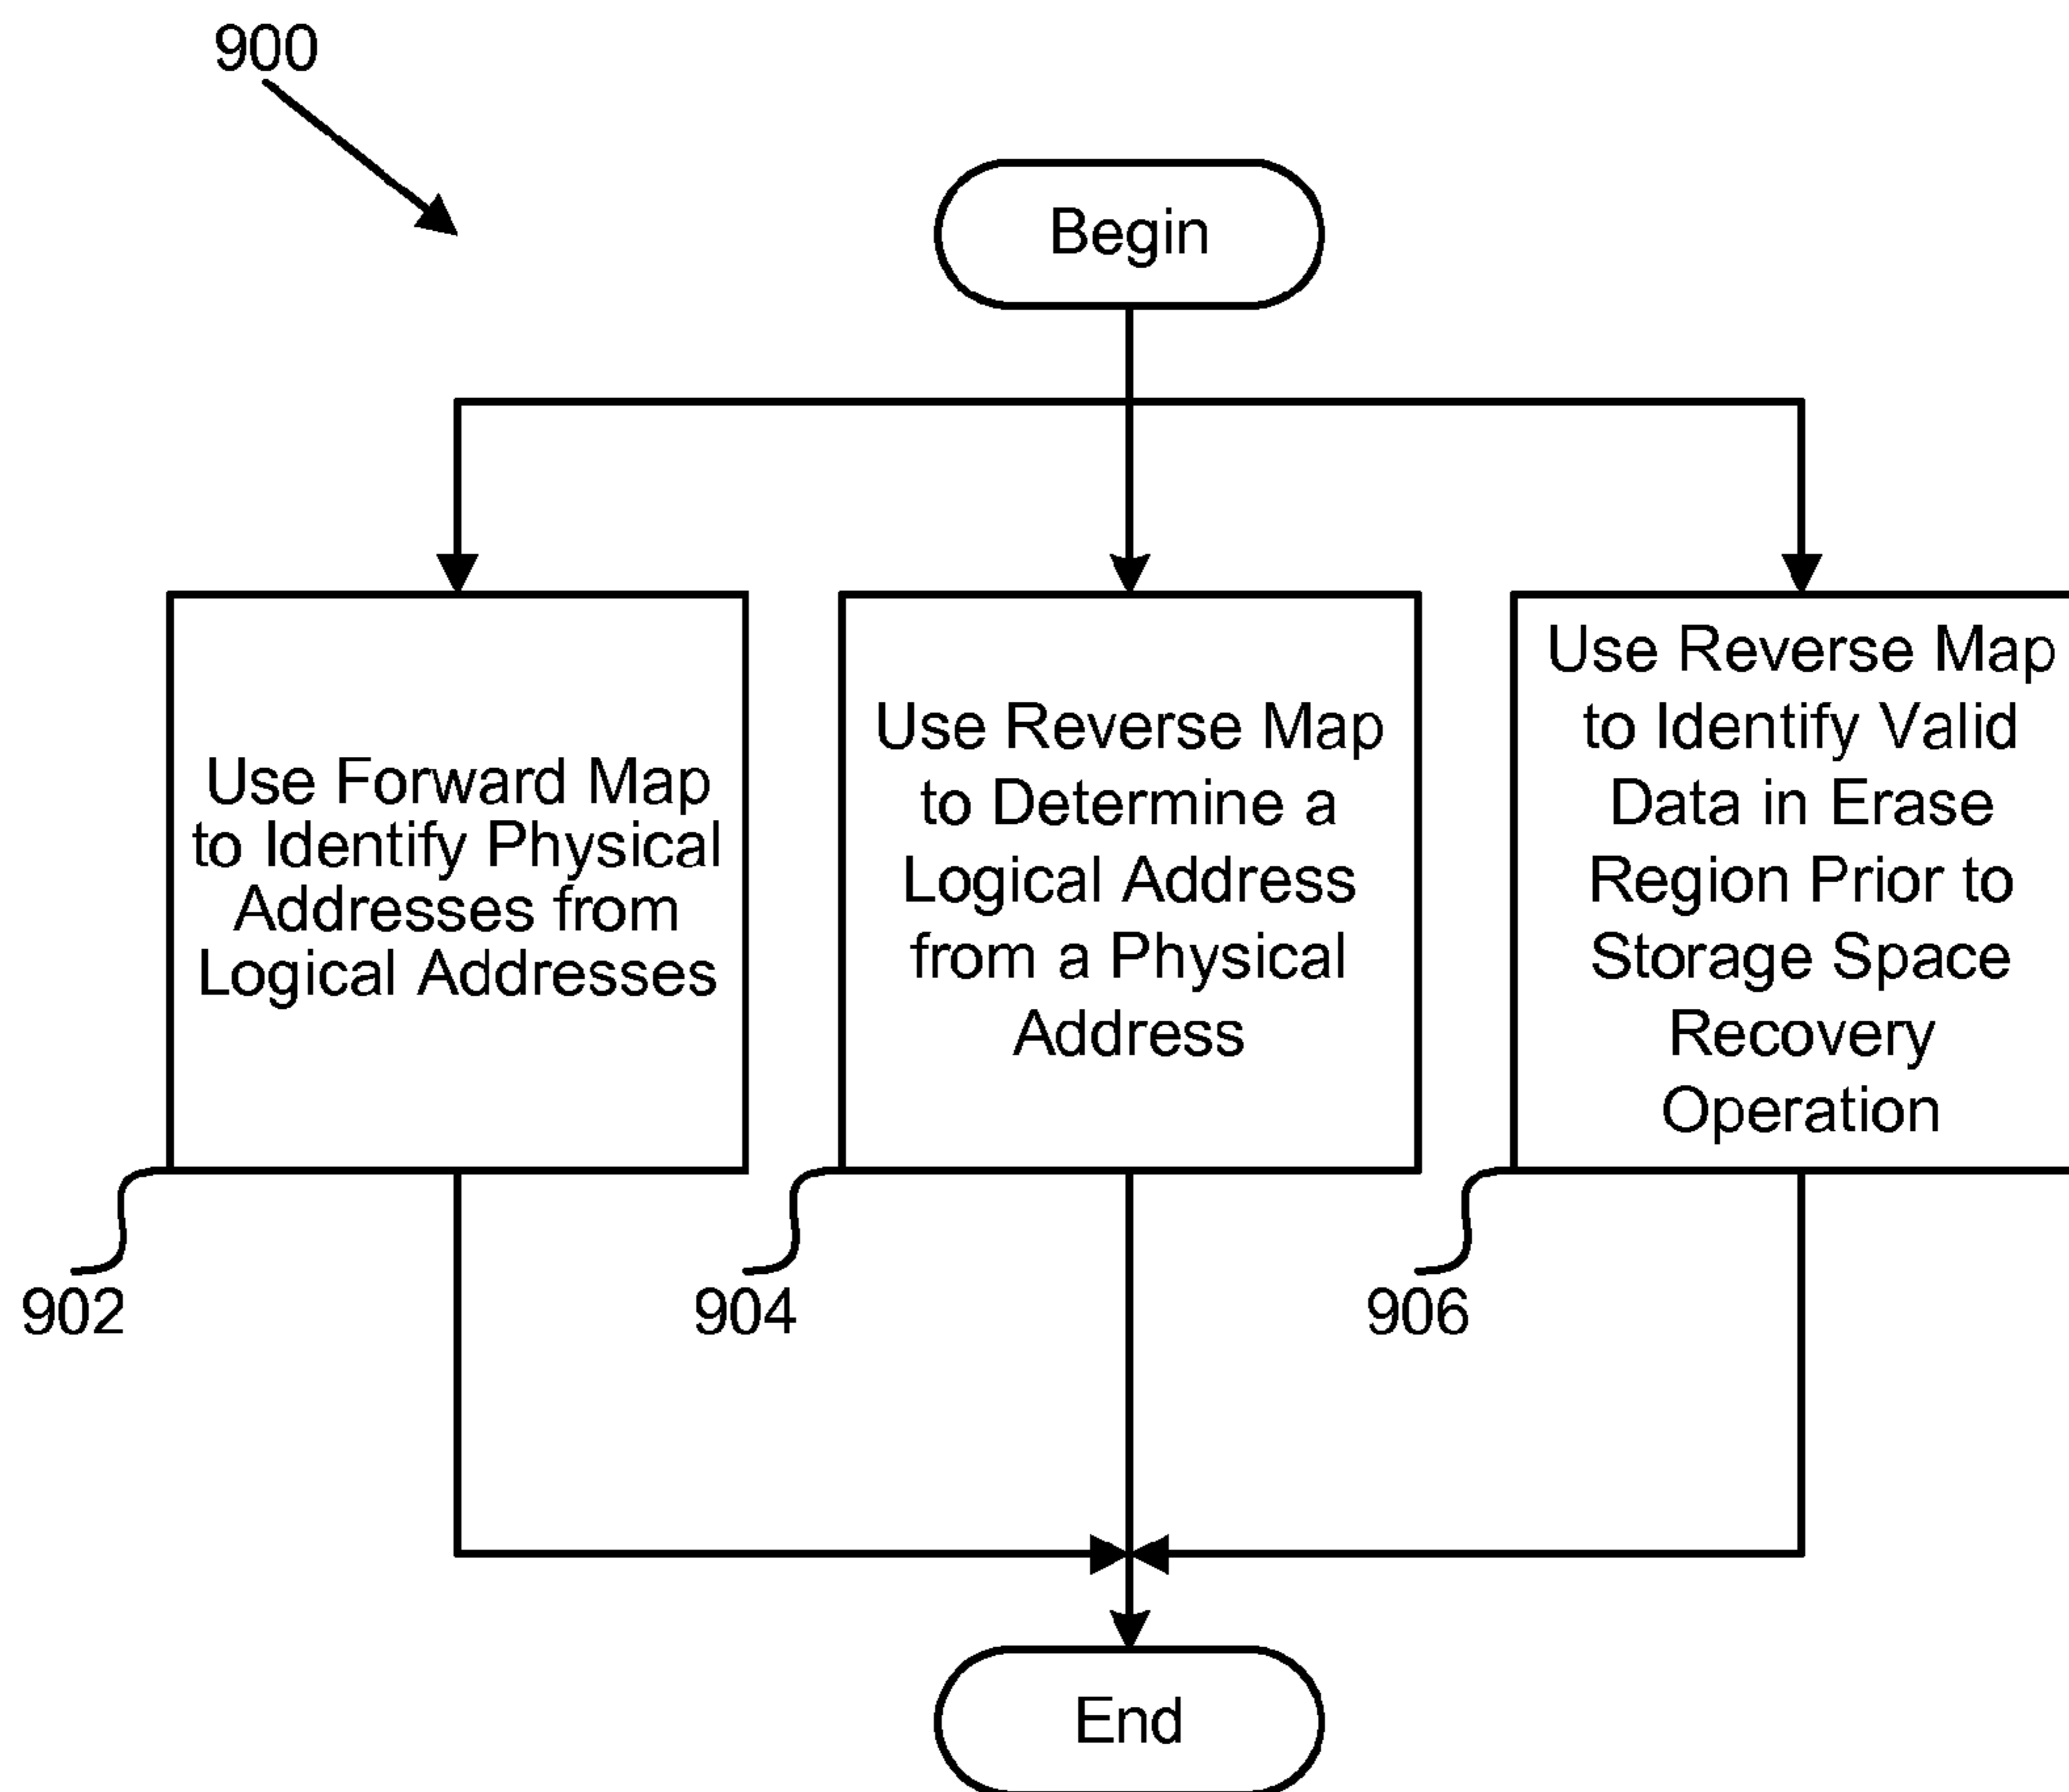 900
Begin
Use Forward Map
to Identify Physical
Addresses from
Logical Addresses
Use Reverse Map
to Determine a
Logical Address
from a Physical
Address
Use Reverse Map
to Identify Valid
Data in Erase
Region Prior to
Storage Space
Recovery
Operation
902
904
906
End